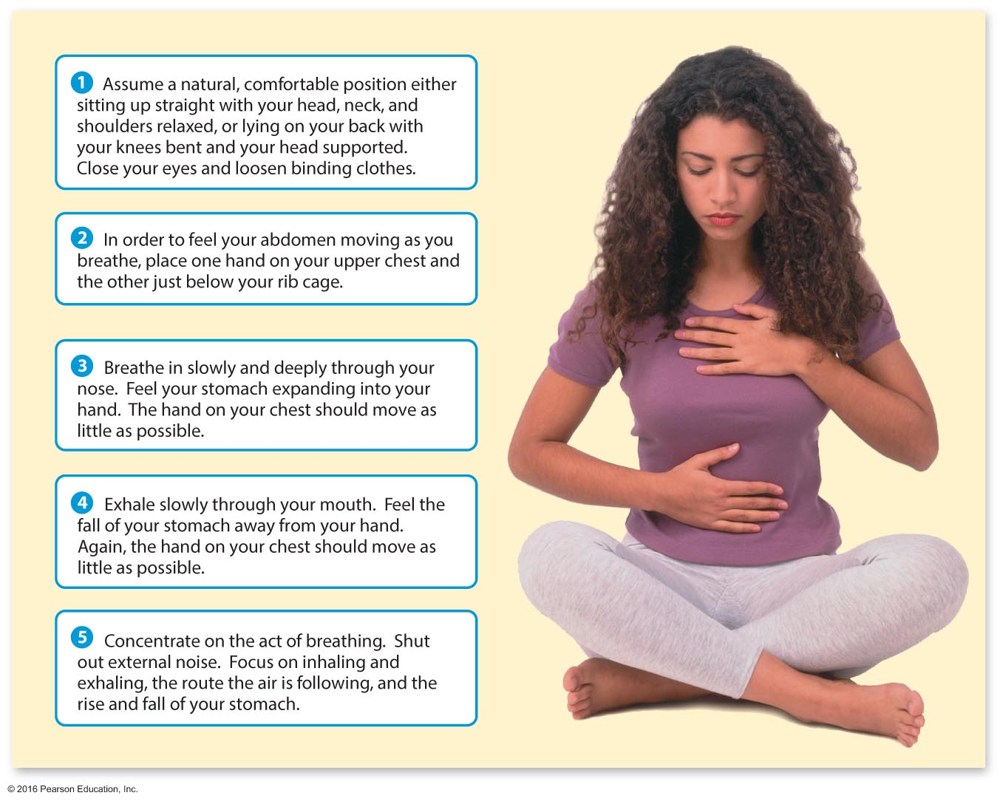 1 Assume a natural, comfortable position either
sitting up straight with your head, neck, and
shoulders relaxed, or lying on your back with
your knees bent and your head supported.
Close your eyes and loosen binding clothes.
2 In order to feel your abdomen moving as you
breathe, place one hand on your upper chest and
the other just below your rib cage.
3 Breathe in slowly and deeply through your
nose. Feel your stomach expanding into your
hand. The hand on your chest should move as
little as possible.
4 Exhale slowly through your mouth. Feel the
fall of your stomach away from your hand.
Again, the hand on your chest should move as
little as possible.
5 Concentrate on the act of breathing. Shut
out external noise. Focus on inhaling and
exhaling, the route the air is following, and the
rise and fall of your stomach.
© 2016 Pearson Education, Inc.